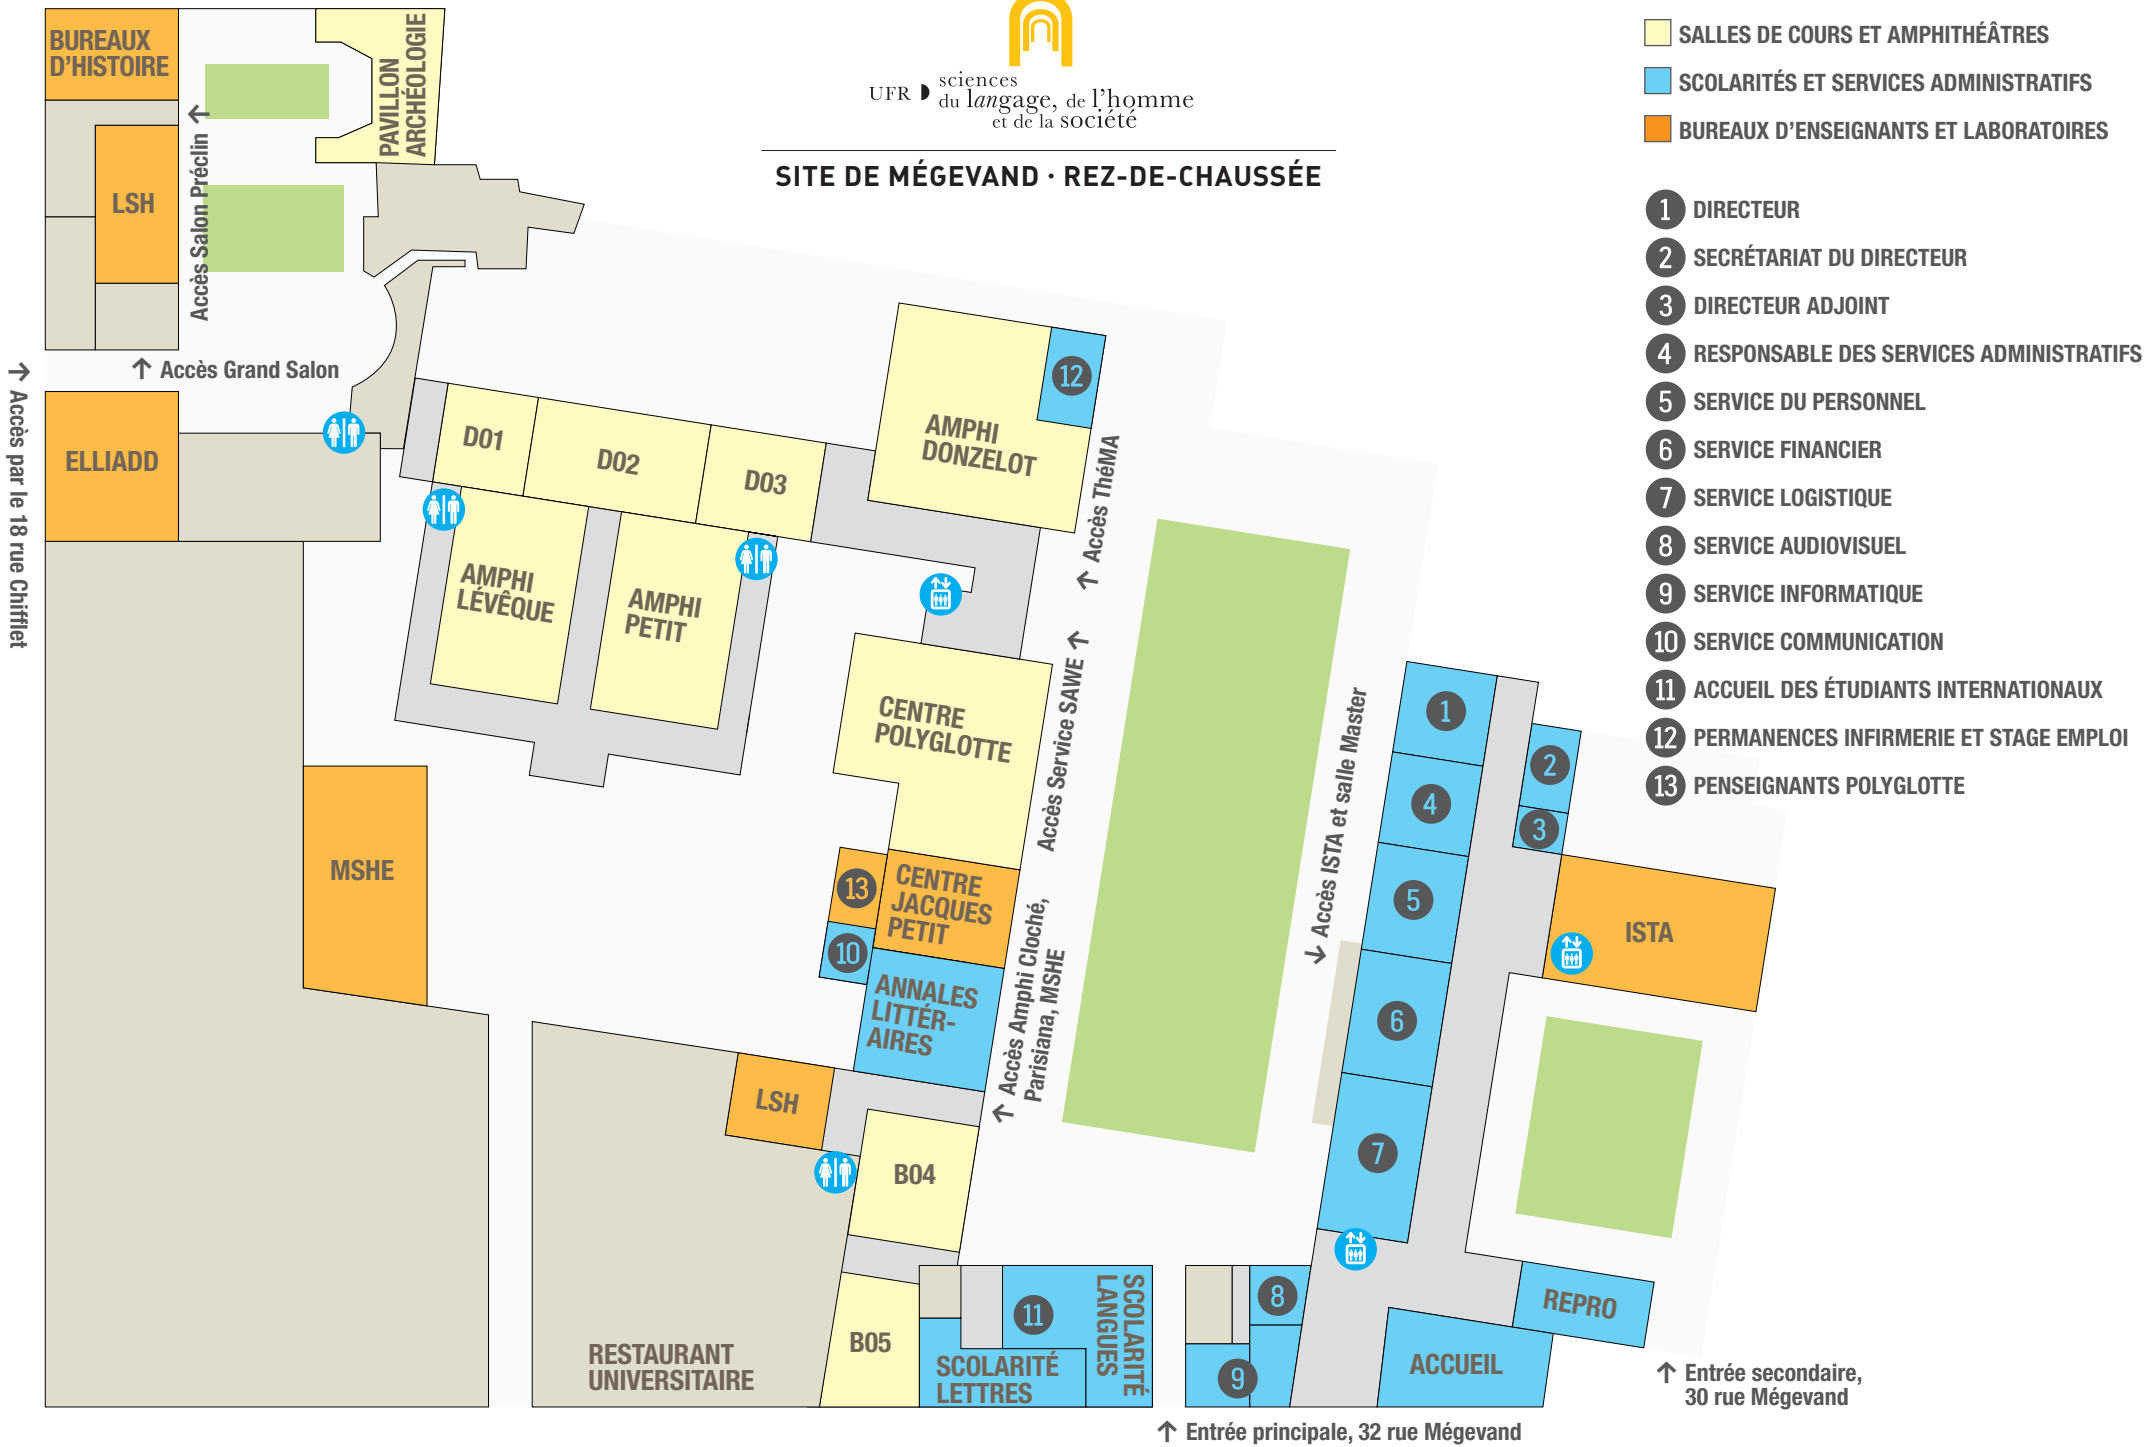 UFR sciences
du langage, de l'homme
et de la société
SITE DE MÉGEVAND · REZ-DE-CHAUSSÉE
SALLES DE COURS ET AMPHITHÉÂTRES
SCOLARITÉS ET SERVICES ADMINISTRATIFS
BUREAUX D'ENSEIGNANTS ET LABORATOIRES
1 DIRECTEUR
2 SECRÉTARIAT DU DIRECTEUR
3 DIRECTEUR ADJOINT
4 RESPONSABLE DES SERVICES ADMINISTRATIFS
5 SERVICE DU PERSONNEL
6 SERVICE FINANCIER
7 SERVICE LOGISTIQUE
8 SERVICE AUDIOVISUEL
9 SERVICE INFORMATIQUE
10 SERVICE COMMUNICATION
11 ACCUEIL DES ÉTUDIANTS INTERNATIONAUX
12 PERMANENCES INFIRMERIE ET STAGE EMPLOI
13 PENSEIGNANTS POLYGLOTTE
BUREAUX
D'HISTOIRE
PAVILLON
ARCHÉOLOGIE
LSH
Accès Salon Préclin
Accès Grand Salon
Accès par le 18 rue Chifflet
ELLIADD
D01
D02
D03
AMPHI
DONZELOT
12
Accès ThéMA
AMPHI
LÉVÊQUE
AMPHI
PETIT
CENTRE
POLYGLOTTE
Accès Service SAWE
MSHE
13
CENTRE
JACQUES
PETIT
10
ANNALES
LITTÉR-
AIRES
Accès Amphi Cloché,
Parisiana, MSHE
Accès ISTA et salle Master
1
2
3
4
5
6
7
ISTA
LSH
B04
B05
RESTAURANT
UNIVERSITAIRE
11
SCOLARITÉ
LANGUES
SCOLARITÉ
LETTRES
8
9
ACCUEIL
REPRO
Entrée secondaire,
30 rue Mégevand
Entrée principale, 32 rue Mégevand